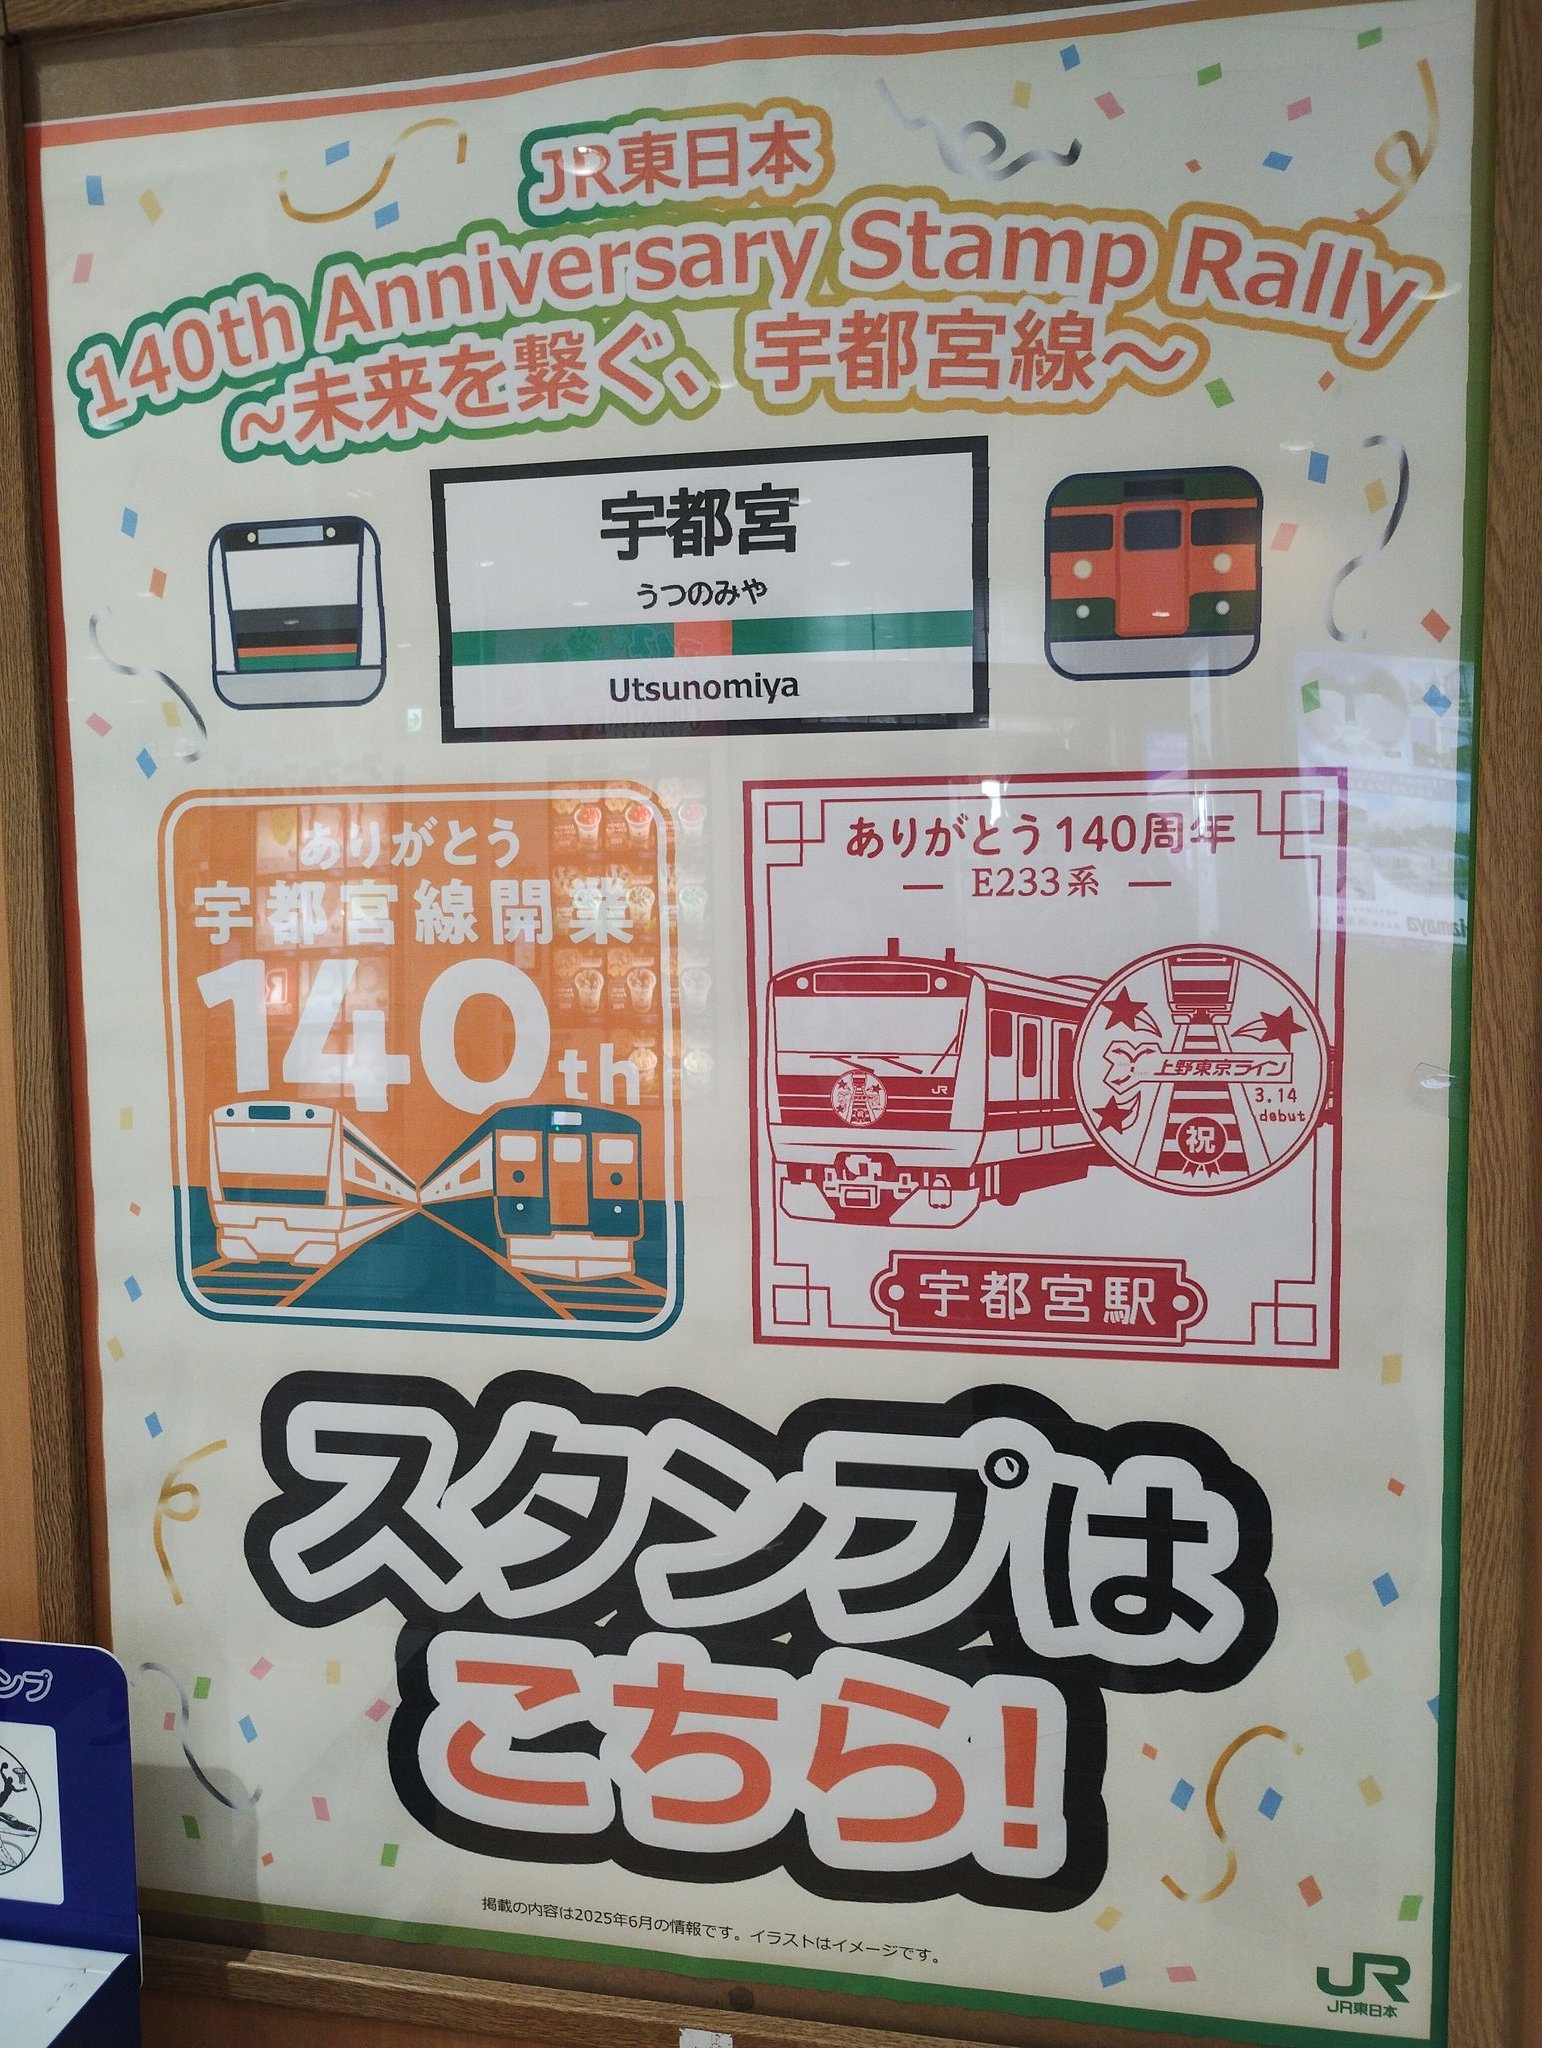 JR東日本
140th Anniversary Stamp Rally
~未来を繋ぐ、宇都宮線~
宇都宮
うつのみや
Utsunomiya
ありがとう
宇都宮線開業
140th
ありがとう140周年
— E233系 —
JR
上野東京ライン
3.14
debut
祝
宇都宮駅
スタンプは
こちら!
掲載の内容は2025年6月の情報です。イラストはイメージです。
JR
JR東日本
ンプ